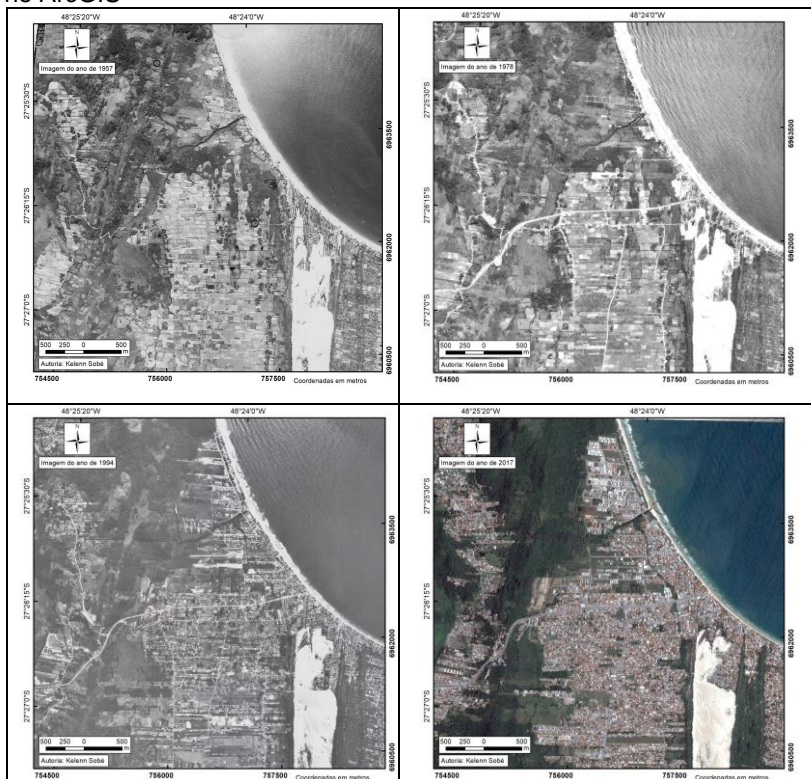 no ArcGIS
48°25'20"W 48°24'0"W
N
Imagem do ano de 1957
27°25'30"S
6963500
27°26'15"S
6962000
27°27'0"S
6960500
500 250 0 500
m
Autoria: Kelenn Sobé
754500 756000 757500 Coordenadas em metros
48°25'20"W 48°24'0"W
N
Imagem do ano de 1978
27°25'30"S
6963500
27°26'15"S
6962000
27°27'0"S
6960500
500 250 0 500
m
Autoria: Kelenn Sobé
754500 756000 757500 Coordenadas em metros
48°25'20"W 48°24'0"W
N
Imagem do ano de 1994
27°25'30"S
6963500
27°26'15"S
6962000
27°27'0"S
6960500
500 250 0 500
m
Autoria: Kelenn Sobé
754500 756000 757500 Coordenadas em metros
48°25'20"W 48°24'0"W
N
Imagem do ano de 2017
27°25'30"S
6963500
27°26'15"S
6962000
27°27'0"S
6960500
500 250 0 500
m
Autoria: Kelenn Sobé
754500 756000 757500 Coordenadas em metros